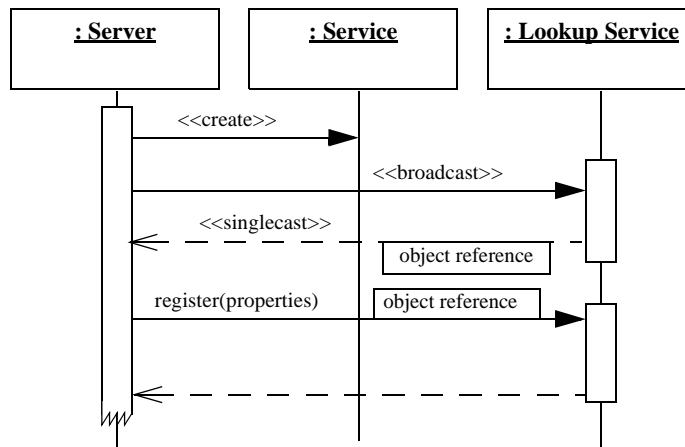 : Server
: Service
: Lookup Service
<<create>>
<<broadcast>>
<<singlecast>>
object reference
register(properties)
object reference